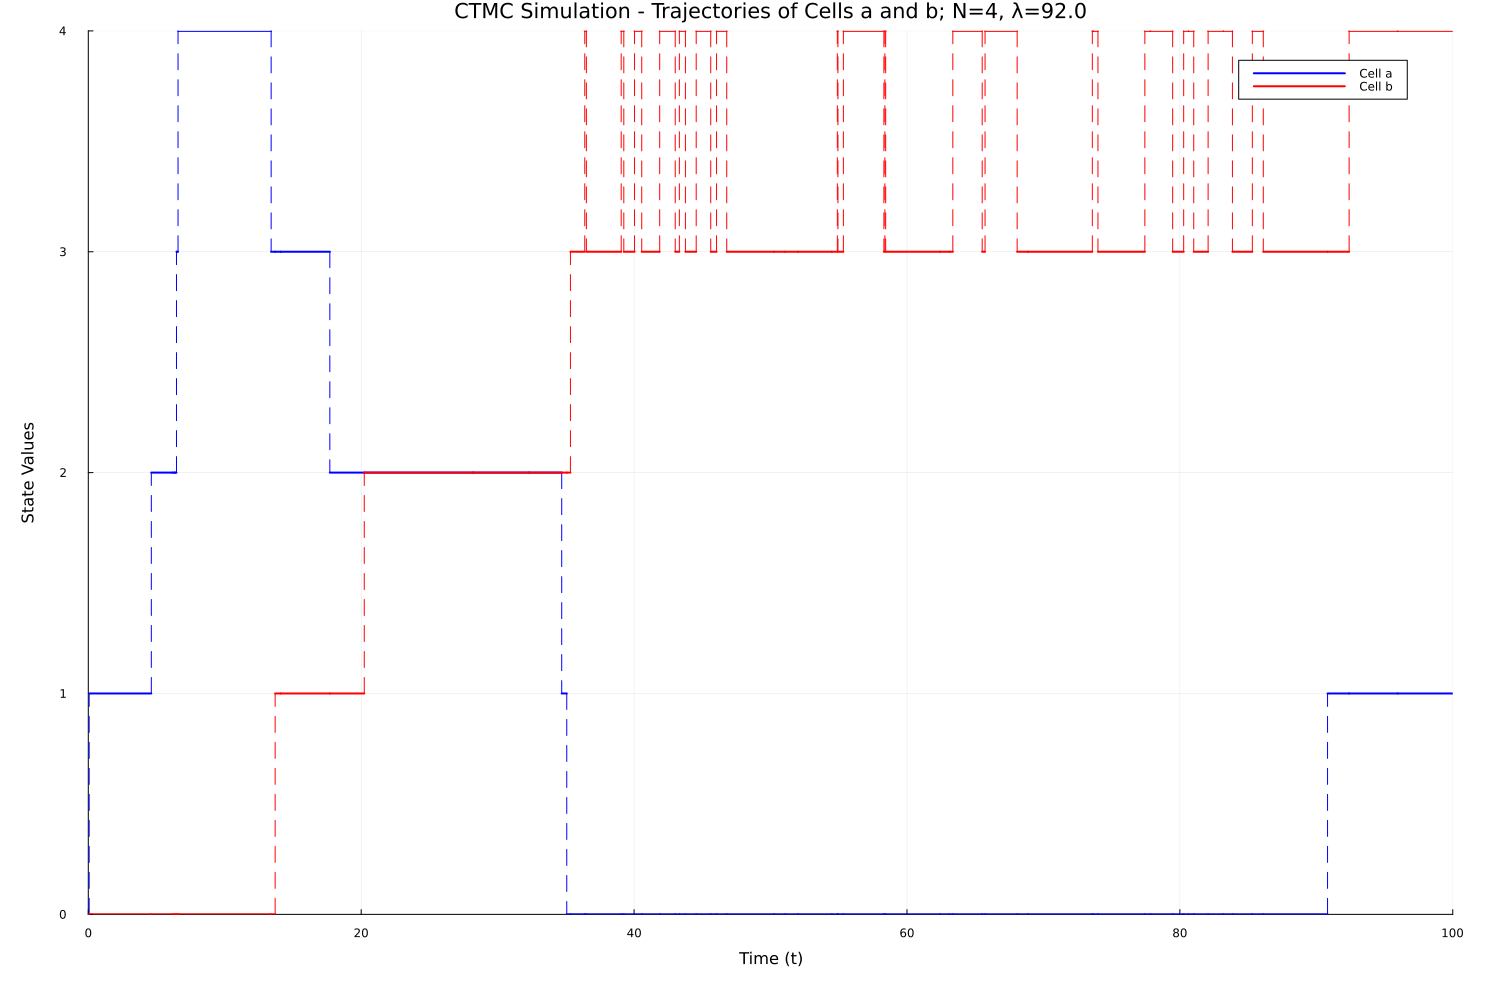 CTMC Simulation - Trajectories of Cells a and b; N=4, λ=92.0
4
Cell a
Cell b
3
State Values
2
1
0
0 20 40 60 80 100
Time (t)